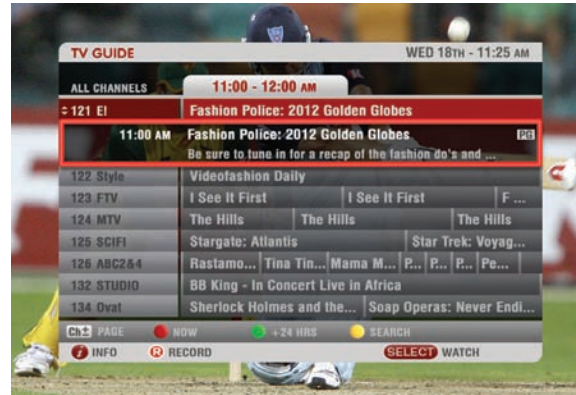 TV GUIDE WED 18TH - 11:25 AM
ALL CHANNELS 11:00 - 12:00 AM
121 E! Fashion Police: 2012 Golden Globes
11:00 AM Fashion Police: 2012 Golden Globes PG
Be sure to tune in for a recap of the fashion do's and ...
122 Style Videofashion Daily
123 FTV I See It First I See It First F ...
124 MTV The Hills The Hills The Hills
125 SCIFI Stargate: Atlantis Star Trek: Voyag...
126 ABC2&4 Rastamo... Tina Tin... Mama M... P... P... P... Pe...
132 STUDIO BB King - In Concert Live in Africa
134 Ovat Sherlock Holmes and the... Soap Operas: Never Endi...
Ch± PAGE NOW +24 HRS SEARCH
i INFO R RECORD SELECT WATCH